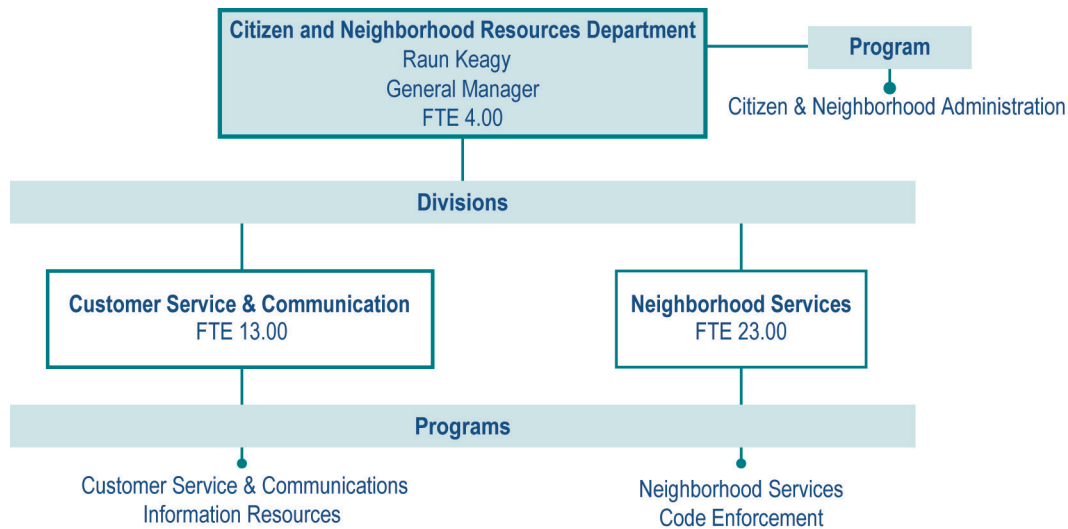 Citizen and Neighborhood Resources Department
Raun Keagy
General Manager
FTE 4.00
Program
Citizen & Neighborhood Administration
Divisions
Customer Service & Communication
FTE 13.00
Neighborhood Services
FTE 23.00
Programs
Customer Service & Communications
Information Resources
Neighborhood Services
Code Enforcement